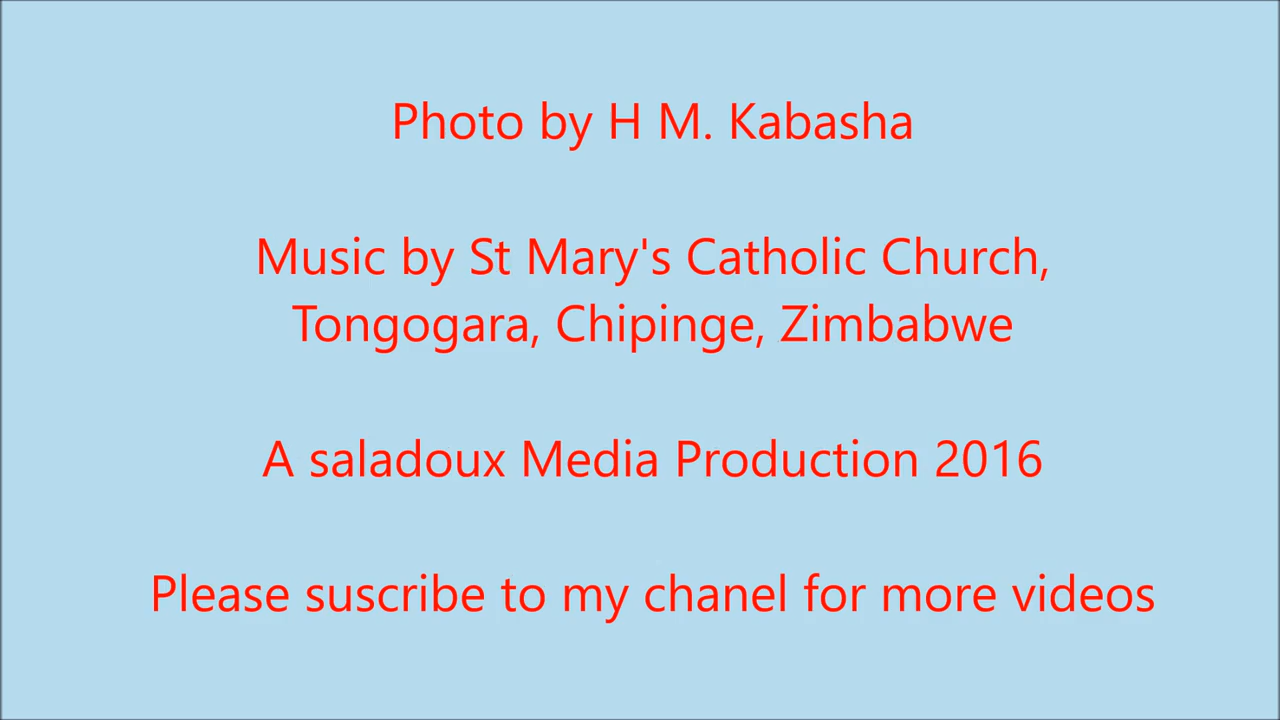 Photo by H M. Kabasha
Music by St Mary's Catholic Church,
Tongogara, Chipinge, Zimbabwe
A saladoux Media Production 2016
Please suscribe to my chanel for more videos